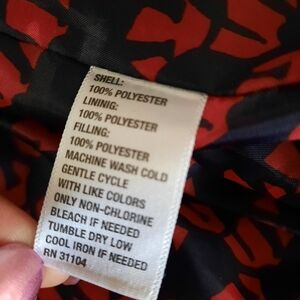 SHELL:
100% POLYESTER
LINING:
100% POLYESTER
FILLING:
100% POLYESTER
MACHINE WASH COLD
GENTLE CYCLE
WITH LIKE COLORS
ONLY NON-CHLORINE
BLEACH IF NEEDED
TUMBLE DRY LOW
COOL IRON IF NEEDED
RN 31104